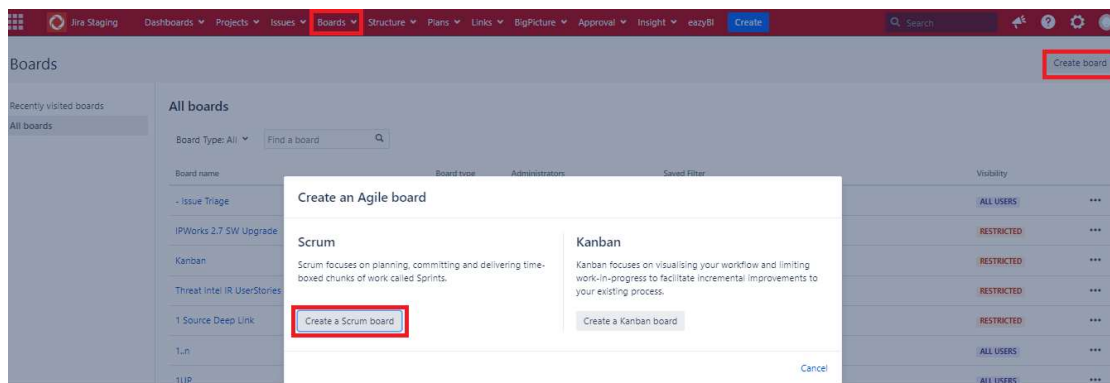 Jira Staging Dashboards Projects Issues Boards Structure Plans Links BigPicture Approval Insight eazyBI Create Search
Boards
Create board
Recently visited boards
All boards
All boards
Board Type: All Find a board
Board name Board type Administrators Saved Filter Visibility
- Issue Triage ALL USERS
IPWorks 2.7 SW Upgrade RESTRICTED
Kanban RESTRICTED
Threat Intel IR UserStories RESTRICTED
1 Source Deep Link RESTRICTED
1..n ALL USERS
1UP ALL USERS
Create an Agile board
Scrum
Scrum focuses on planning, committing and delivering time-
boxed chunks of work called Sprints.
Create a Scrum board
Kanban
Kanban focuses on visualising your workflow and limiting
work-in-progress to facilitate incremental improvements to
your existing process.
Create a Kanban board
Cancel